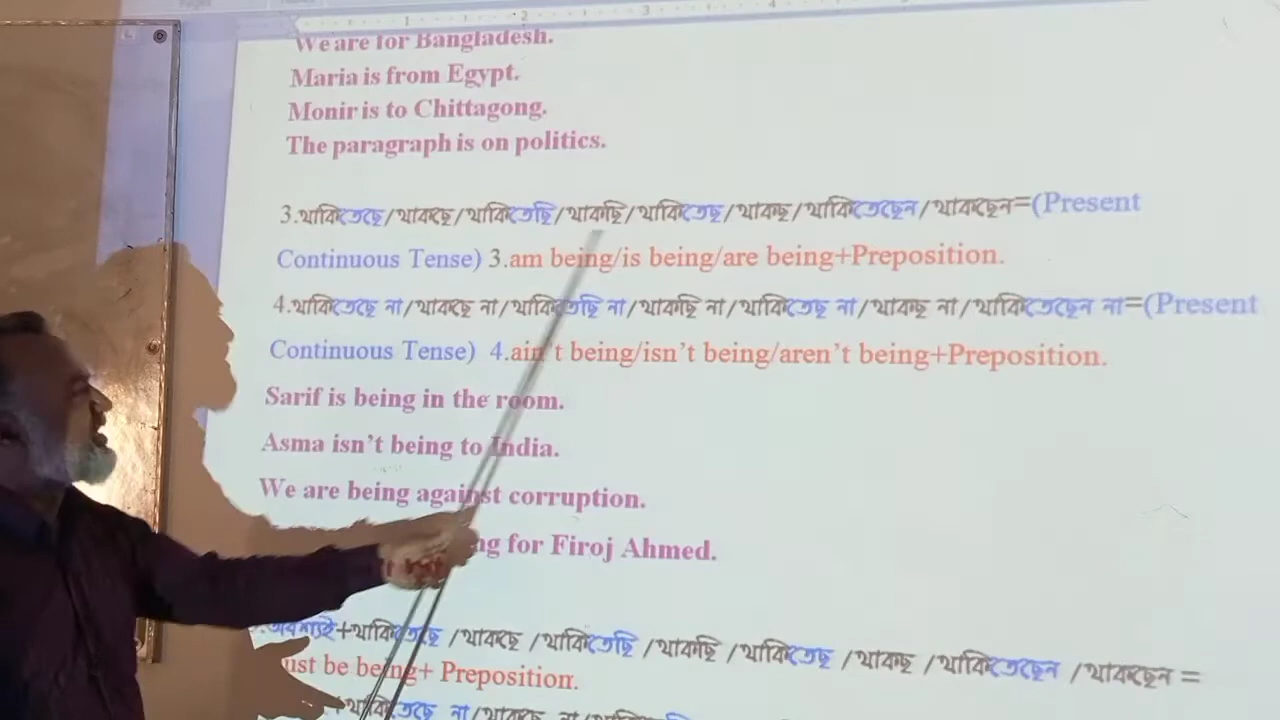 We are for Bangladesh.
Maria is from Egypt.
Monir is to Chittagong.
The paragraph is on politics.
3.থাকিতেছে/থাকছে/থাকিতেছি/থাকছি/থাকিতেছ/থাকছ/থাকিতেছেন/থাকছেন=(Present
Continuous Tense) 3.am being/is being/are being+Preposition.
4.থাকিতেছে না/থাকছে না/থাকিতেছি না/থাকছি না/থাকিতেছ না/থাকছ না/থাকিতেছেন না=(Present
Continuous Tense) 4.ain't being/isn't being/aren't being+Preposition.
Sarif is being in the room.
Asma isn't being to India.
We are being against corruption.
for Firoj Ahmed.
অবশ্যই+থাকিতেছে /থাকছে /থাকিতেছি /থাকছি /থাকিতেছ /থাকছ /থাকিতেছেন /থাকছেন =
ust be being+ Preposition.
+থাকিতেছে না/থাকছে না/থাকিতেছি